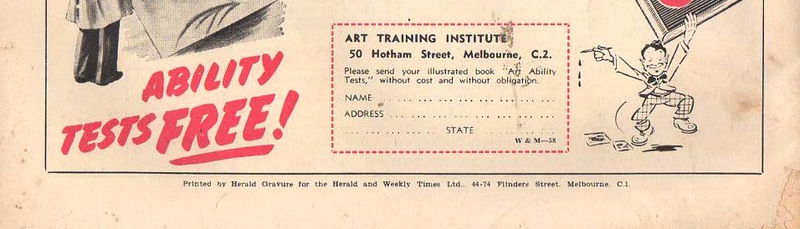 ABILITY
TESTS FREE!
ART TRAINING INSTITUTE
50 Hotham Street, Melbourne, C.2.
Please send your illustrated book "Art Ability
Tests," without cost and without obligation.
NAME ................................
ADDRESS ................................
.................... STATE ................
W & M—58
Printed by Herald Gravure for the Herald and Weekly Times Ltd., 44-74 Flinders Street, Melbourne, C.1